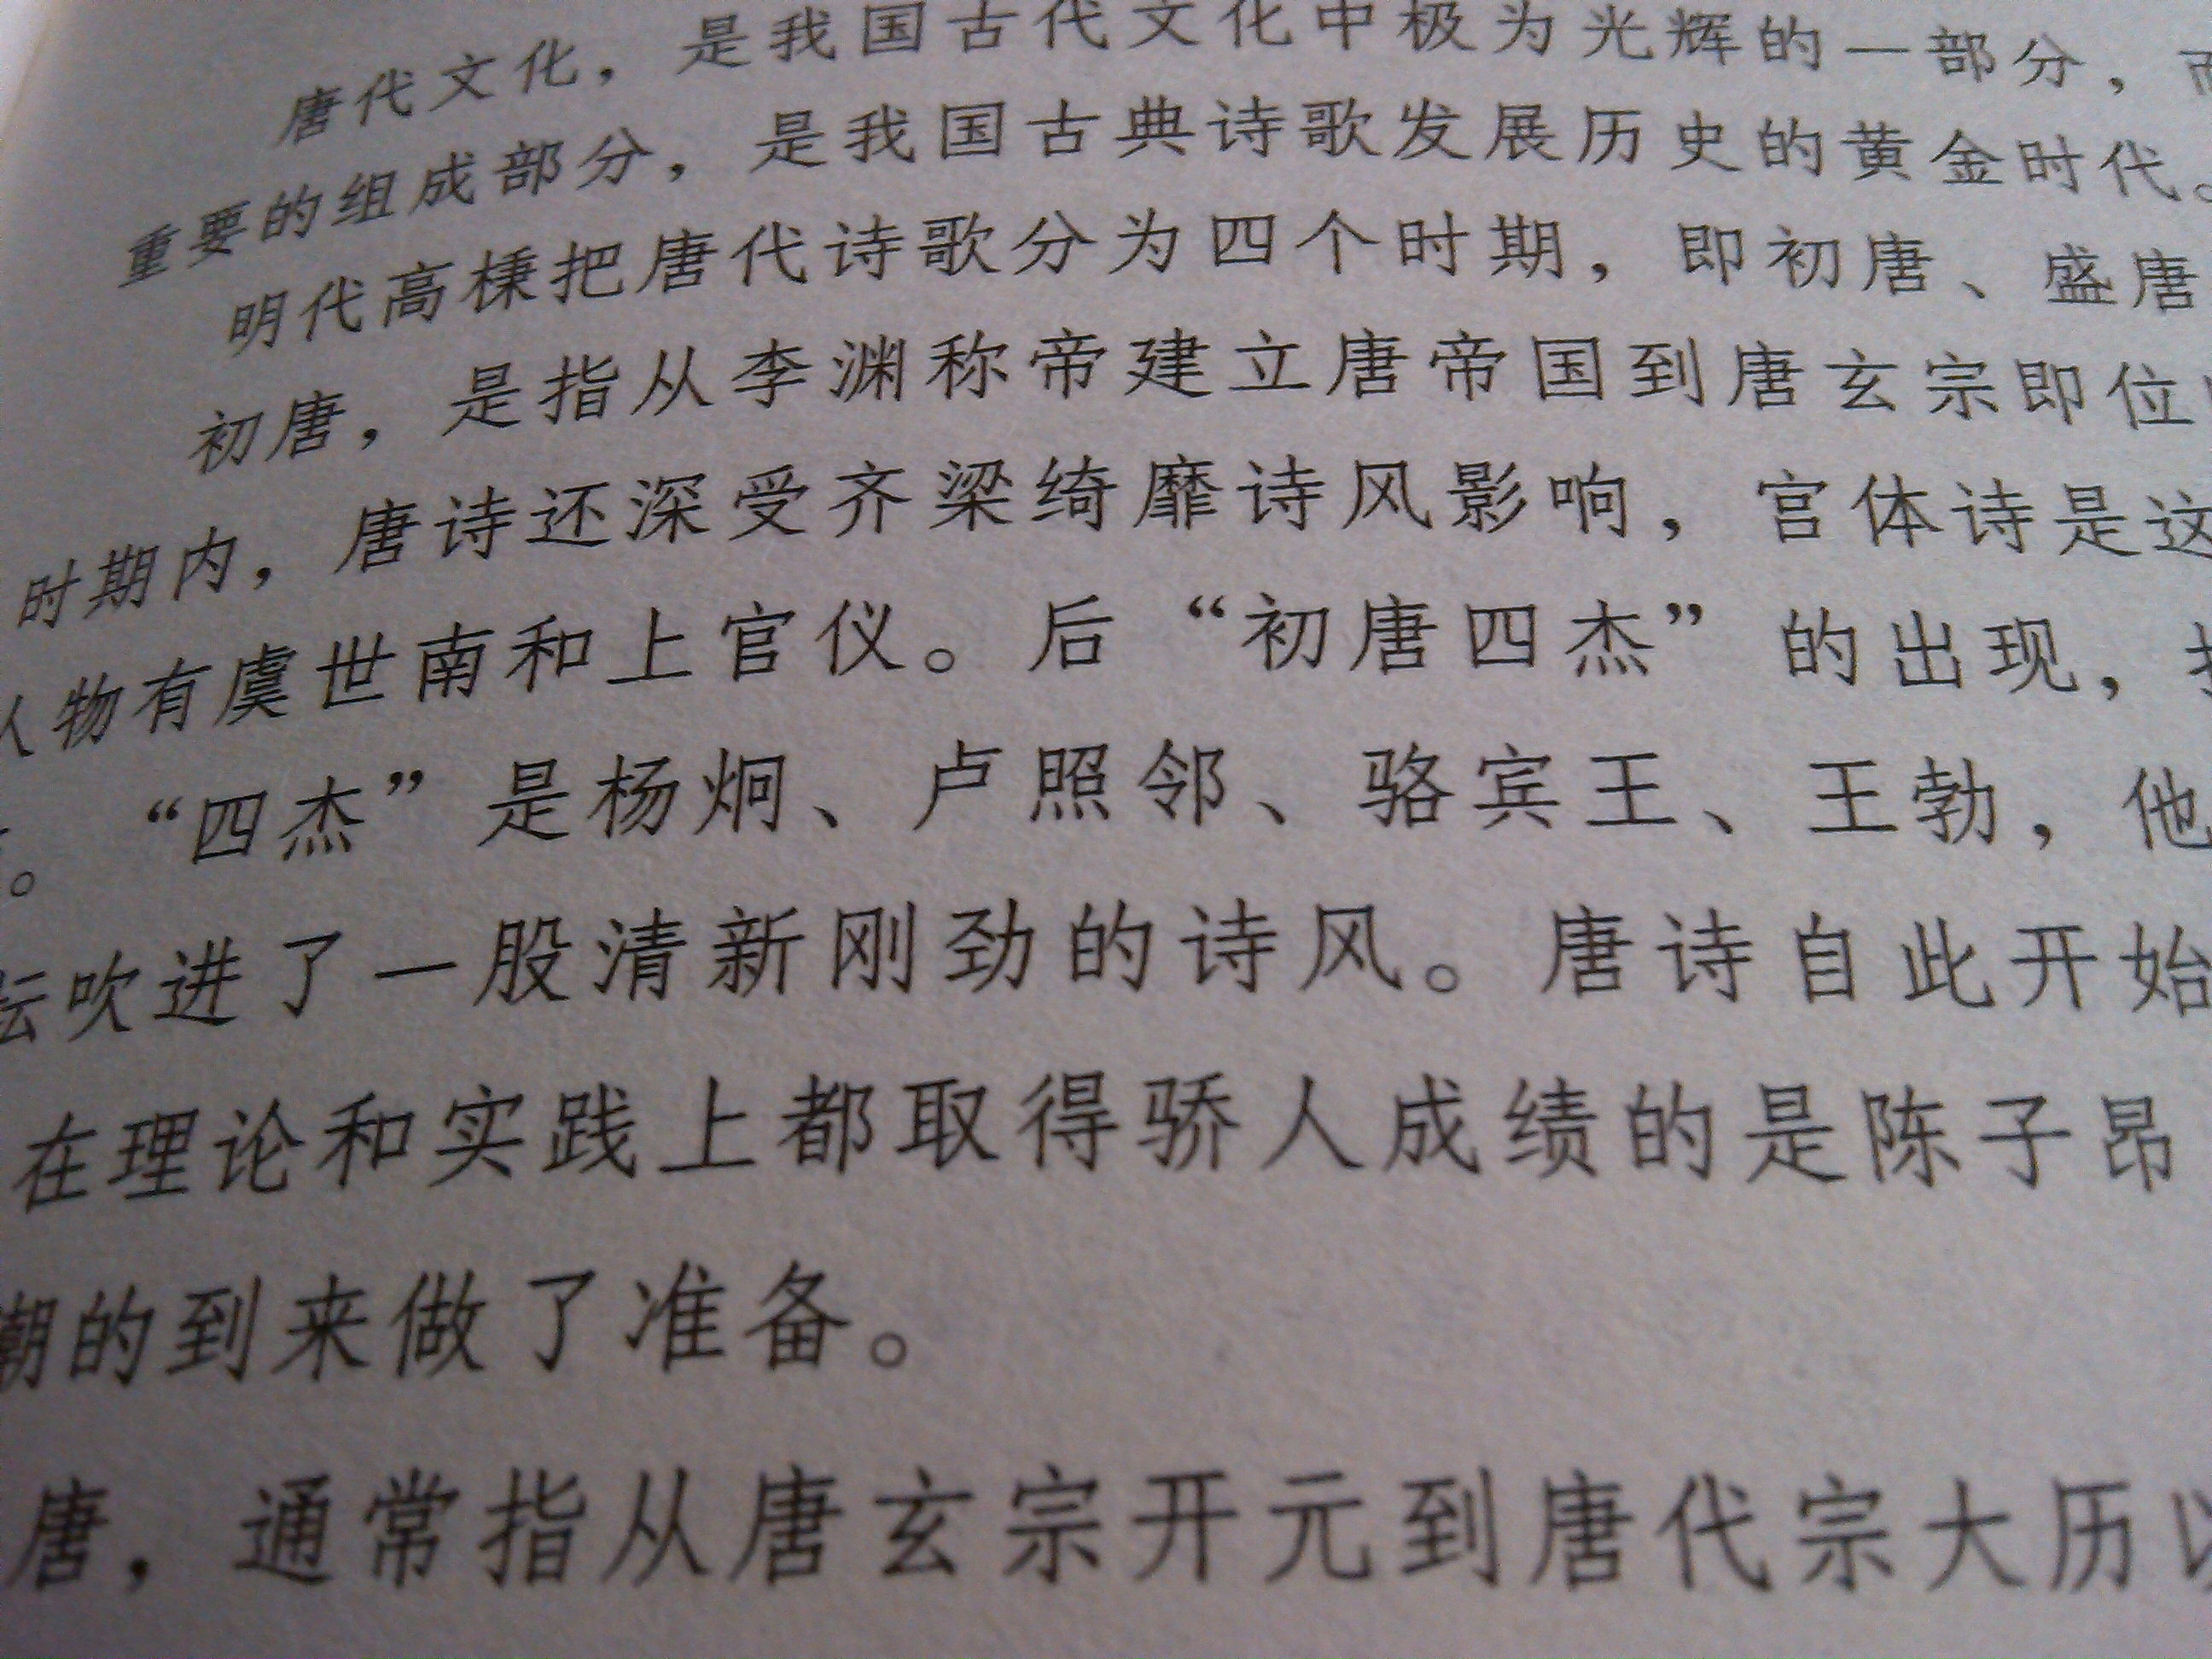 唐代文化，是我国古代文化中极为光辉的一部分，
重要的组成部分，是我国古典诗歌发展历史的黄金时代。
明代高棅把唐代诗歌分为四个时期，即初唐、盛唐
初唐，是指从李渊称帝建立唐帝国到唐玄宗即位
时期内，唐诗还深受齐梁绮靡诗风影响，宫体诗是这
人物有虞世南和上官仪。后“初唐四杰”的出现，
。“四杰”是杨炯、卢照邻、骆宾王、王勃，他
坛吹进了一股清新刚劲的诗风。唐诗自此开始
在理论和实践上都取得骄人成绩的是陈子昂
潮的到来做了准备。
唐，通常指从唐玄宗开元到唐代宗大历以